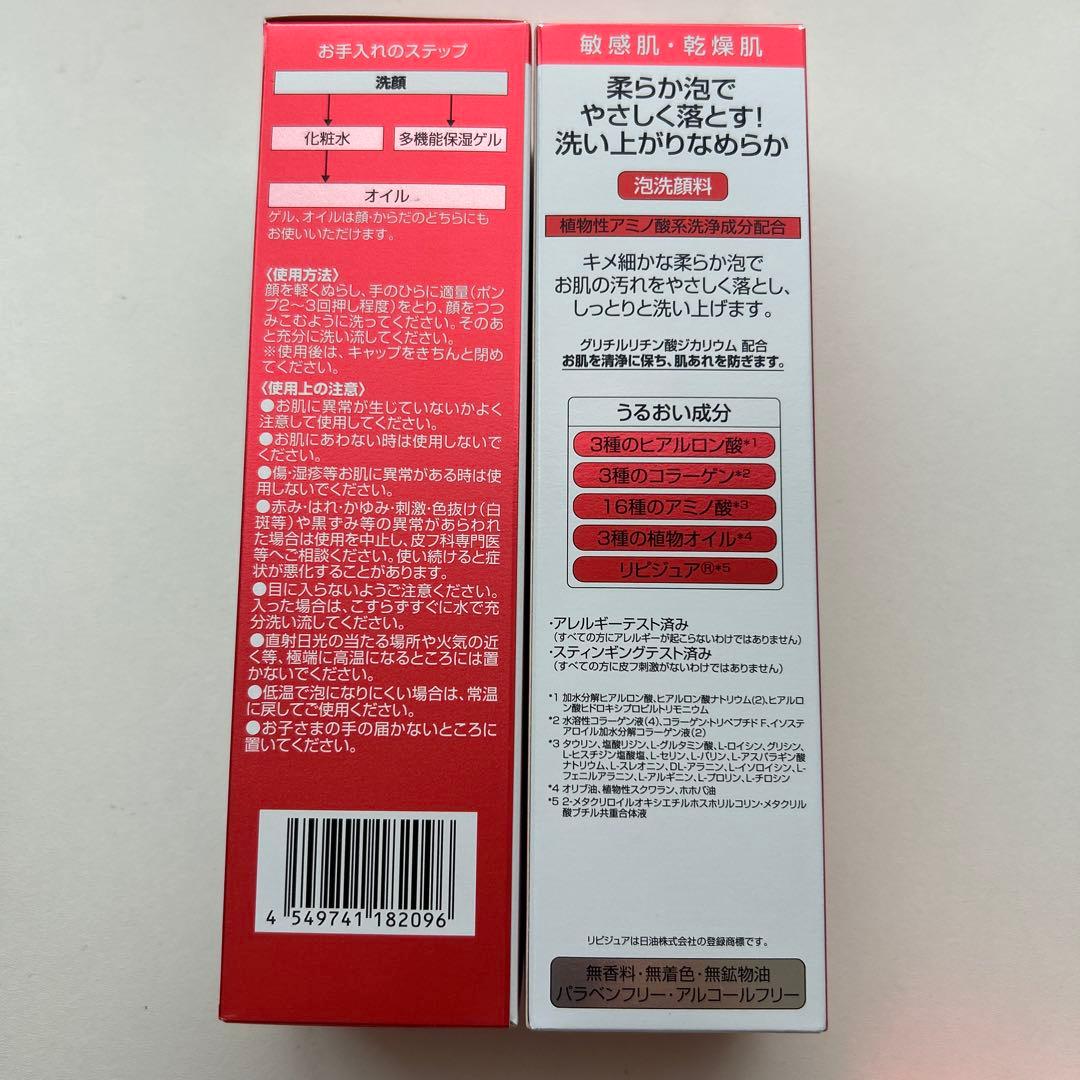 お手入れのステップ
洗顔
化粧水
多機能保湿ゲル
オイル
ゲル、オイルは顔・からだのどちらにも
お使いいただけます。
〈使用方法〉
顔を軽くぬらし、手のひらに適量(ポン
プ2〜3回押し程度)をとり、顔をつつ
みこむように洗ってください。そのあ
と充分に洗い流してください。
※使用後は、キャップをきちんと閉め
てください。
〈使用上の注意〉
●お肌に異常が生じていないかよく
注意して使用してください。
●お肌にあわない時は使用しないで
ください。
●傷・湿疹等お肌に異常がある時は使
用しないでください。
●赤み・はれ・かゆみ・刺激・色抜け(白
斑等)や黒ずみ等の異常があらわれ
た場合は使用を中止し、皮フ科専門医
等へご相談ください。使い続けると症
状が悪化することがあります。
●目に入らないようご注意ください。
入った場合は、こすらずすぐに水で充
分洗い流してください。
●直射日光の当たる場所や火気の近
く等、極端に高温になるところには置
かないでください。
●低温で泡になりにくい場合は、常温
に戻してご使用ください。
●お子さまの手の届かないところに
置いてください。
4 549741 182096
敏感肌・乾燥肌
柔らか泡で
やさしく落とす!
洗い上がりなめらか
泡洗顔料
植物性アミノ酸系洗浄成分配合
キメ細かな柔らか泡で
お肌の汚れをやさしく落とし、
しっとりと洗い上げます。
グリチルリチン酸ジカリウム 配合
お肌を清浄に保ち、肌あれを防ぎます。
うるおい成分
3種のヒアルロン酸*1
3種のコラーゲン*2
16種のアミノ酸*3
3種の植物オイル*4
リピジュア®*5
・アレルギーテスト済み
(すべての方にアレルギーが起こらないわけではありません)
・スティンギングテスト済み
(すべての方に皮フ刺激がないわけではありません)
*1 加水分解ヒアルロン酸、ヒアルロン酸ナトリウム(2)、ヒアルロ
ン酸ヒドロキシプロピルトリモニウム
*2 水溶性コラーゲン液(4)、コラーゲントリペプチド F、イソステ
アロイル加水分解コラーゲン液(2)
*3 タウリン、塩酸リジン、L-グルタミン酸、L-ロイシン、グリシン、
L-ヒスチジン塩酸塩、L-セリン、L-バリン、L-アスパラギン酸
ナトリウム、L-スレオニン、DL-アラニン、L-イソロイシン、L-
フェニルアラニン、L-アルギニン、L-プロリン、L-チロシン
*4 オリブ油、植物性スクワラン、ホホバ油
*5 2-メタクリロイルオキシエチルホスホリルコリン・メタクリル
酸ブチル共重合体液
リピジュアは日油株式会社の登録商標です。
無香料・無着色・無鉱物油
パラベンフリー・アルコールフリー